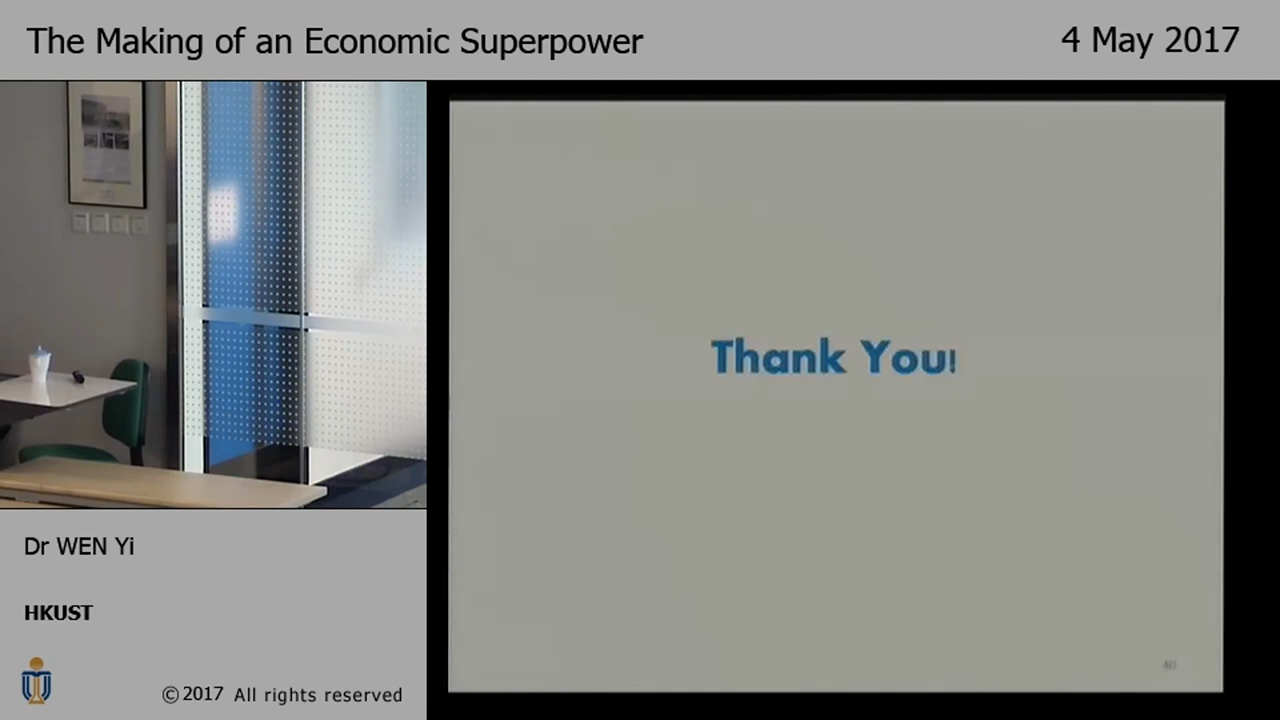 The Making of an Economic Superpower
4 May 2017
Thank You!
Dr WEN Yi
HKUST
©2017 All rights reserved